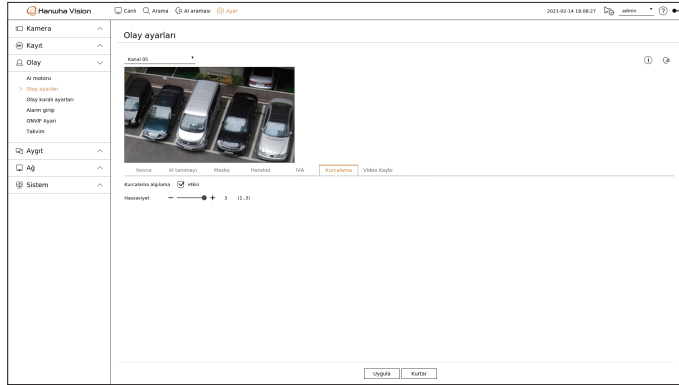 Hanwha Vision
Canlı Arama AI araması Ayar
2021-02-14 18:08:27 admin
Kamera
Kayıt
Olay
AI motoru
Olay ayarları
Olay kuralı ayarları
Alarm girişi
ONVIF Ayarı
Takvim
Aygıt
Ağ
Sistem
Olay ayarları
Kanal 05
Nesne AI tanımayı Maske Hareket IVA Kurcalama Video Kaybı
Kurcalama algılama etkin
Hassasiyet 3 (1..3)
Uygula Kurtar